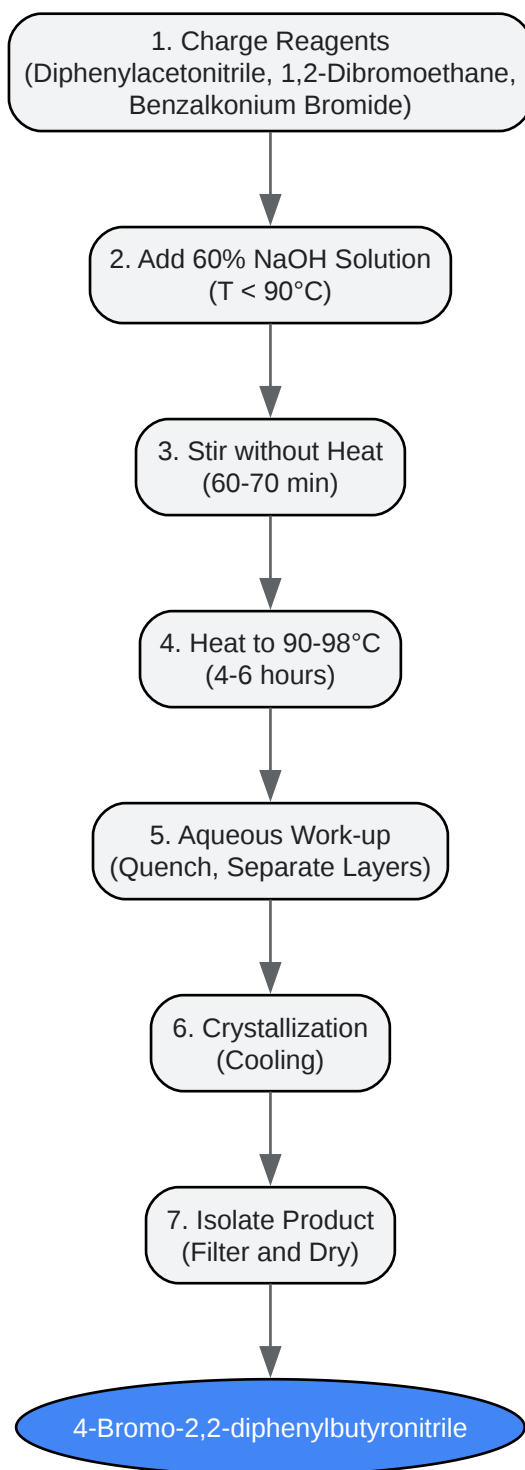 1. Charge Reagents
(Diphenylacetonitrile, 1,2-Dibromoethane,
Benzalkonium Bromide)
2. Add 60% NaOH Solution
(T < 90°C)
3. Stir without Heat
(60-70 min)
4. Heat to 90-98°C
(4-6 hours)
5. Aqueous Work-up
(Quench, Separate Layers)
6. Crystallization
(Cooling)
7. Isolate Product
(Filter and Dry)
4-Bromo-2,2-diphenylbutyronitrile